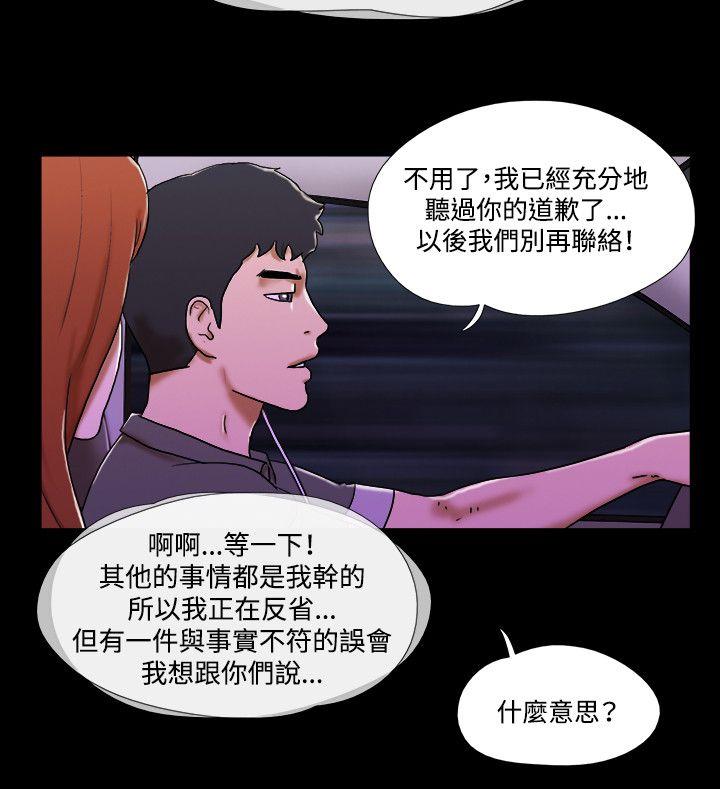 不用了，我已經充分地
聽過你的道歉了...
以後我們別再聯絡！
啊啊...等一下！
其他的事情都是我幹的
所以我正在反省...
但有一件與事實不符的誤會
我想跟你們說...
什麼意思？